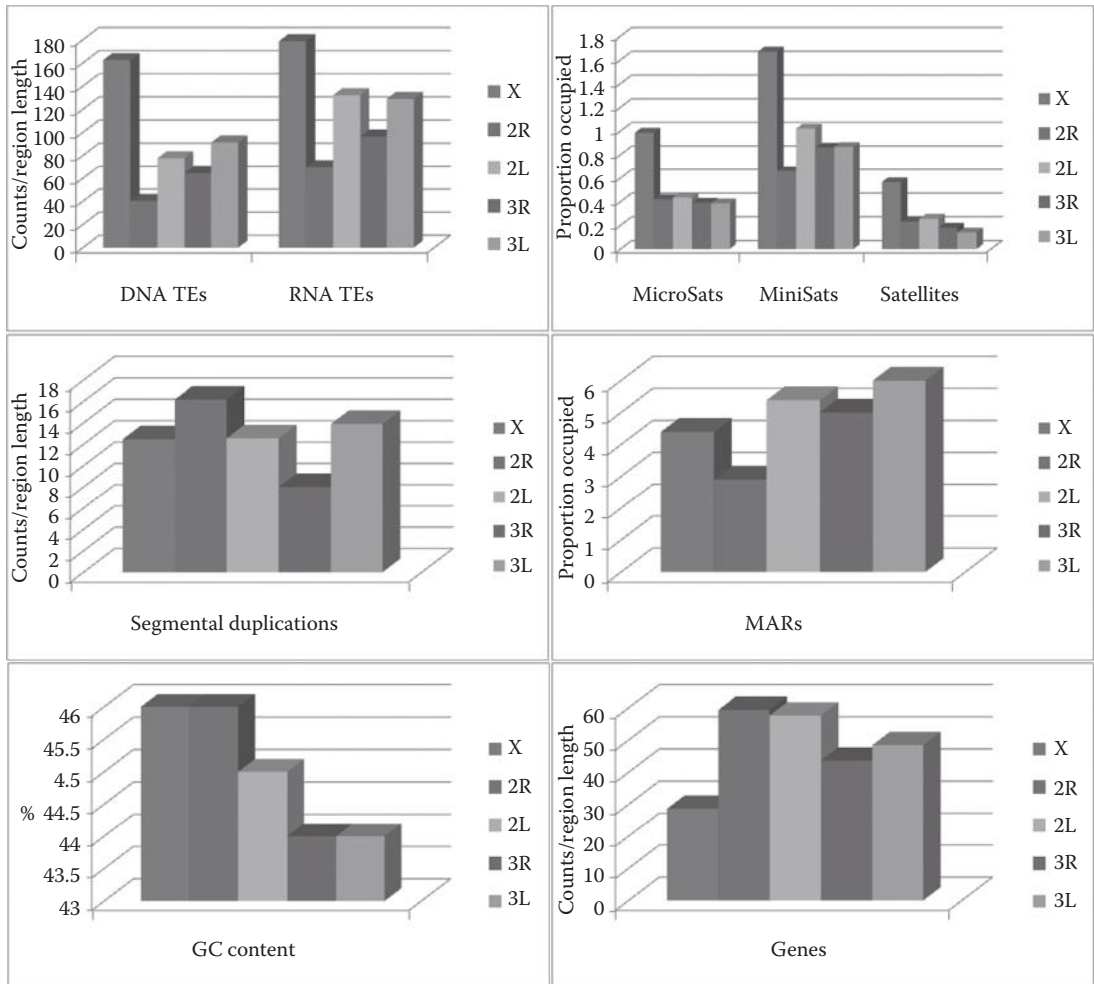 Counts/region length
180
160
140
120
100
80
60
40
20
0
DNA TEs
RNA TEs
X
2R
2L
3R
3L
Proportion occupied
1.8
1.6
1.4
1.2
1
0.8
0.6
0.4
0.2
0
MicroSats
MiniSats
Satellites
X
2R
2L
3R
3L
Counts/region length
18
16
14
12
10
8
6
4
2
0
Segmental duplications
X
2R
2L
3R
3L
Proportion occupied
6
5
4
3
2
1
0
MARs
X
2R
2L
3R
3L
%
46
45.5
4.5
44.5
44
43.5
43
GC content
X
2R
2L
3R
3L
Counts/region length
60
50
40
30
20
10
0
Genes
X
2R
2L
3R
3L